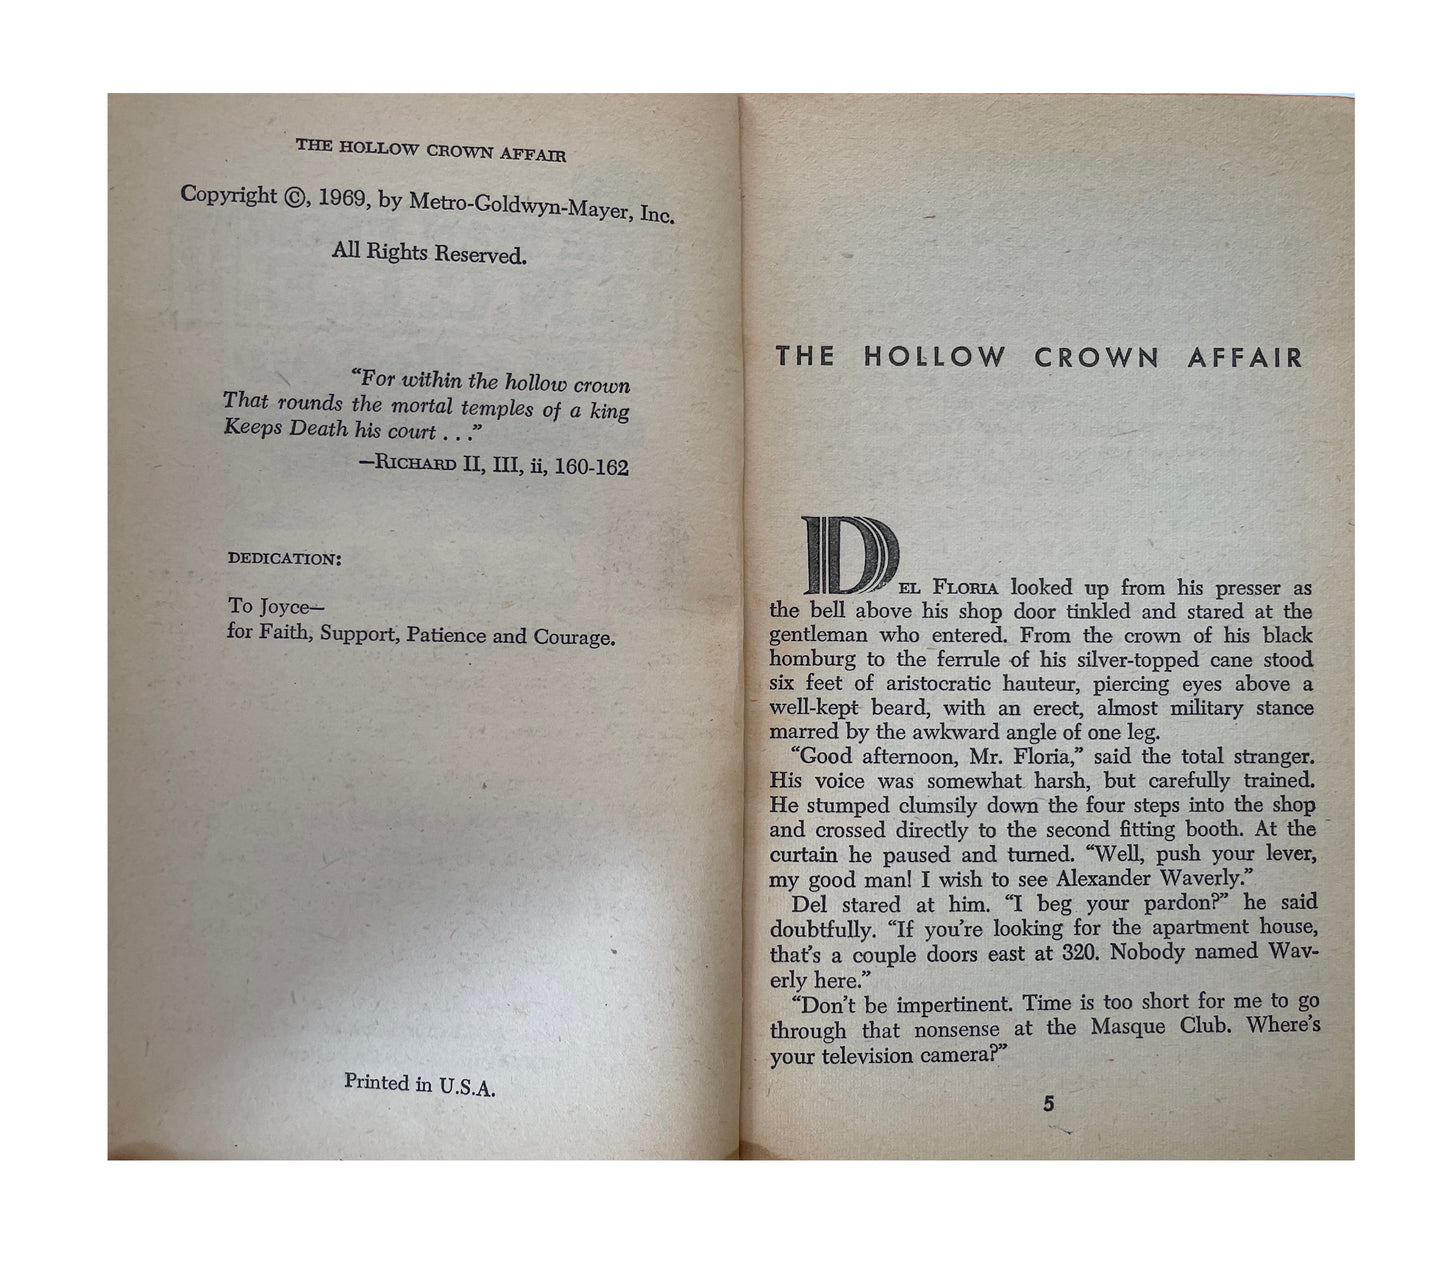 THE HOLLOW CROWN AFFAIR
Copyright ©, 1969, by Metro-Goldwyn-Mayer, Inc.
All Rights Reserved.
“For within the hollow crown
That rounds the mortal temples of a king
Keeps Death his court . . .”
—RICHARD II, III, ii, 160-162
DEDICATION:
To Joyce—
for Faith, Support, Patience and Courage.
Printed in U.S.A.
THE HOLLOW CROWN AFFAIR
DEL FLORIA looked up from his presser as
the bell above his shop door tinkled and stared at the
gentleman who entered. From the crown of his black
homburg to the ferrule of his silver-topped cane stood
six feet of aristocratic hauteur, piercing eyes above a
well-kept beard, with an erect, almost military stance
marred by the awkward angle of one leg.
“Good afternoon, Mr. Floria,” said the total stranger.
His voice was somewhat harsh, but carefully trained.
He stumped clumsily down the four steps into the shop
and crossed directly to the second fitting booth. At the
curtain he paused and turned. “Well, push your lever,
my good man! I wish to see Alexander Waverly.”
Del stared at him. “I beg your pardon?” he said
doubtfully. “If you’re looking for the apartment house,
that’s a couple doors east at 320. Nobody named Wav-
erly here.”
“Don’t be impertinent. Time is too short for me to go
through that nonsense at the Masque Club. Where’s
your television camera?”
5